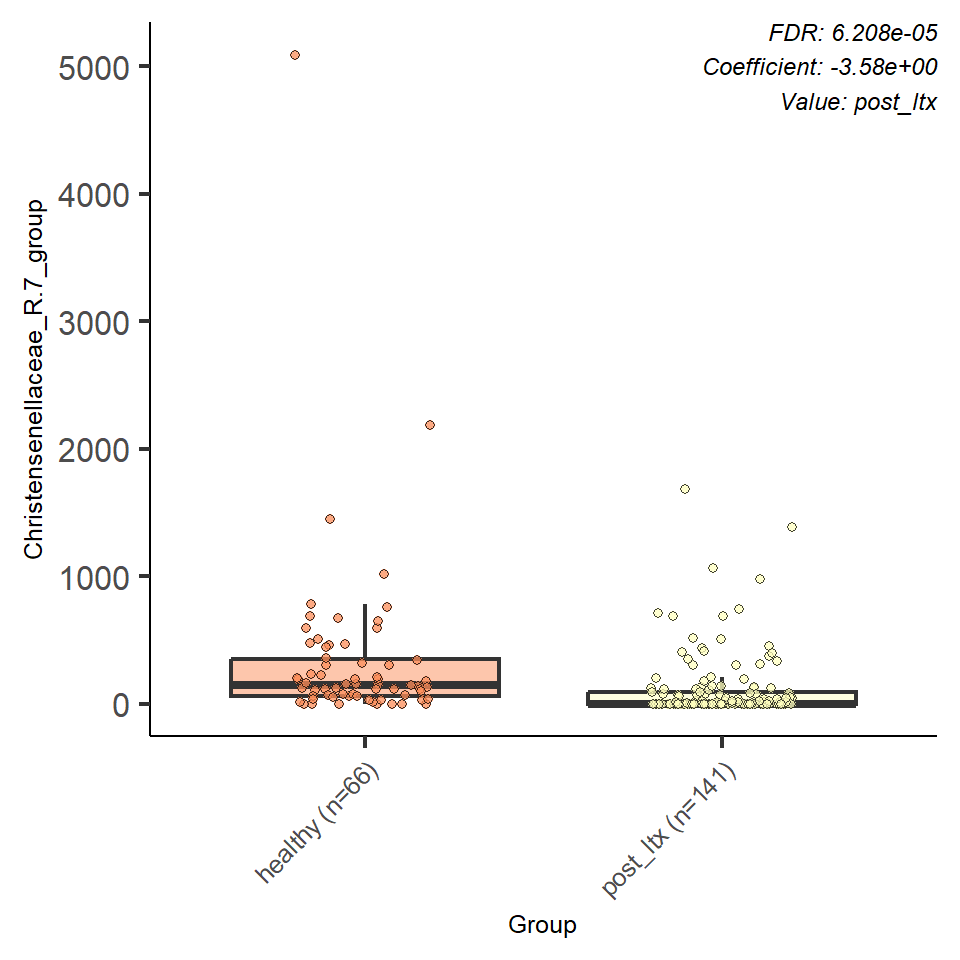 FDR: 6.208e-05
Coefficient: -3.58e+00
Value: post_ltx
Christensenellaceae_R.7_group
5000
4000
3000
2000
1000
0
healthy (n=66)
post_ltx (n=141)
Group